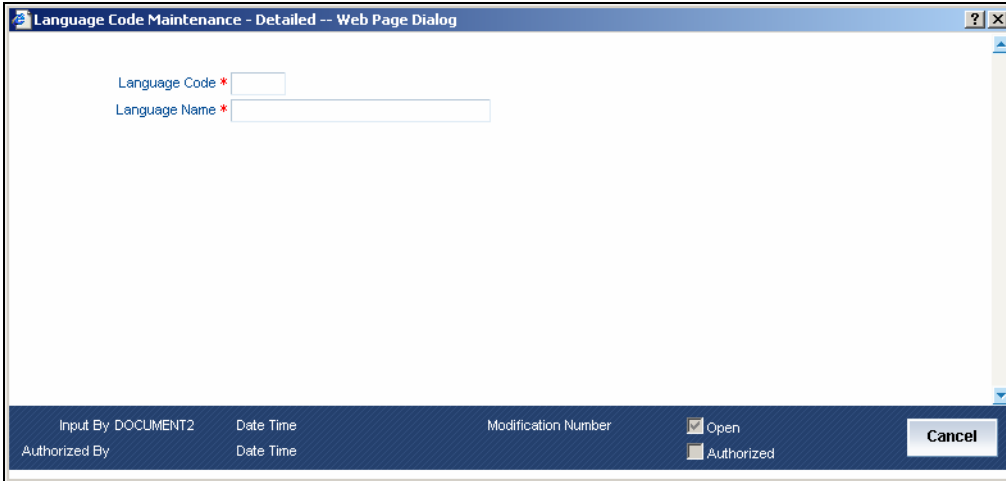 Language Code Maintenance - Detailed -- Web Page Dialog
Language Code *
Language Name *
Input By DOCUMENT2 Date Time Modification Number Open
Authorized By Date Time Authorized
Cancel